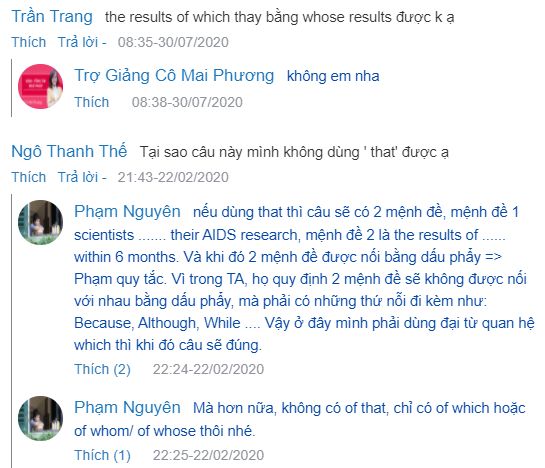 Trần Trang the results of which thay bằng whose results được k ạ
Thích Trả lời - 08:35-30/07/2020
Trợ Giảng Cô Mai Phương không em nha
Thích 08:38-30/07/2020
Ngô Thanh Thế Tại sao câu này mình không dùng ' that' được ạ
Thích Trả lời - 21:43-22/02/2020
Phạm Nguyên nếu dùng that thì câu sẽ có 2 mệnh đề, mệnh đề 1
scientists ....... their AIDS research, mệnh đề 2 là the results of ......
within 6 months. Và khi đó 2 mệnh đề được nối bằng dấu phẩy =>
Phạm quy tắc. Vì trong TA, họ quy định 2 mệnh đề sẽ không được nối
với nhau bằng dấu phẩy, mà phải có những thứ nỗi đi kèm như:
Because, Although, While .... Vậy ở đây mình phải dùng đại từ quan hệ
which thì khi đó câu sẽ đúng.
Thích (2) 22:24-22/02/2020
Phạm Nguyên Mà hơn nữa, không có of that, chỉ có of which hoặc
of whom/ of whose thôi nhé.
Thích (1) 22:25-22/02/2020